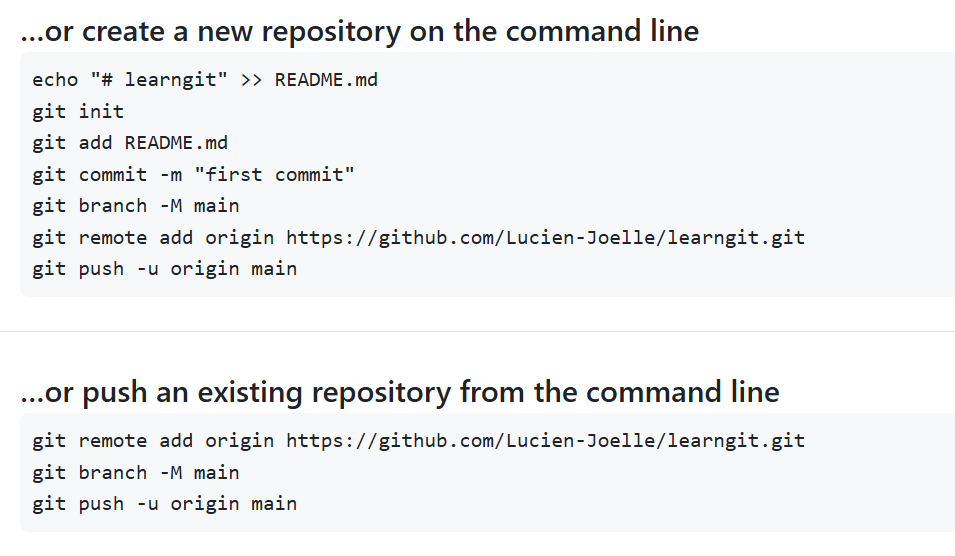 ...or create a new repository on the command line
echo "# learngit" >> README.md
git init
git add README.md
git commit -m "first commit"
git branch -M main
git remote add origin https://github.com/Lucien-Joelle/learngit.git
git push -u origin main
...or push an existing repository from the command line
git remote add origin https://github.com/Lucien-Joelle/learngit.git
git branch -M main
git push -u origin main